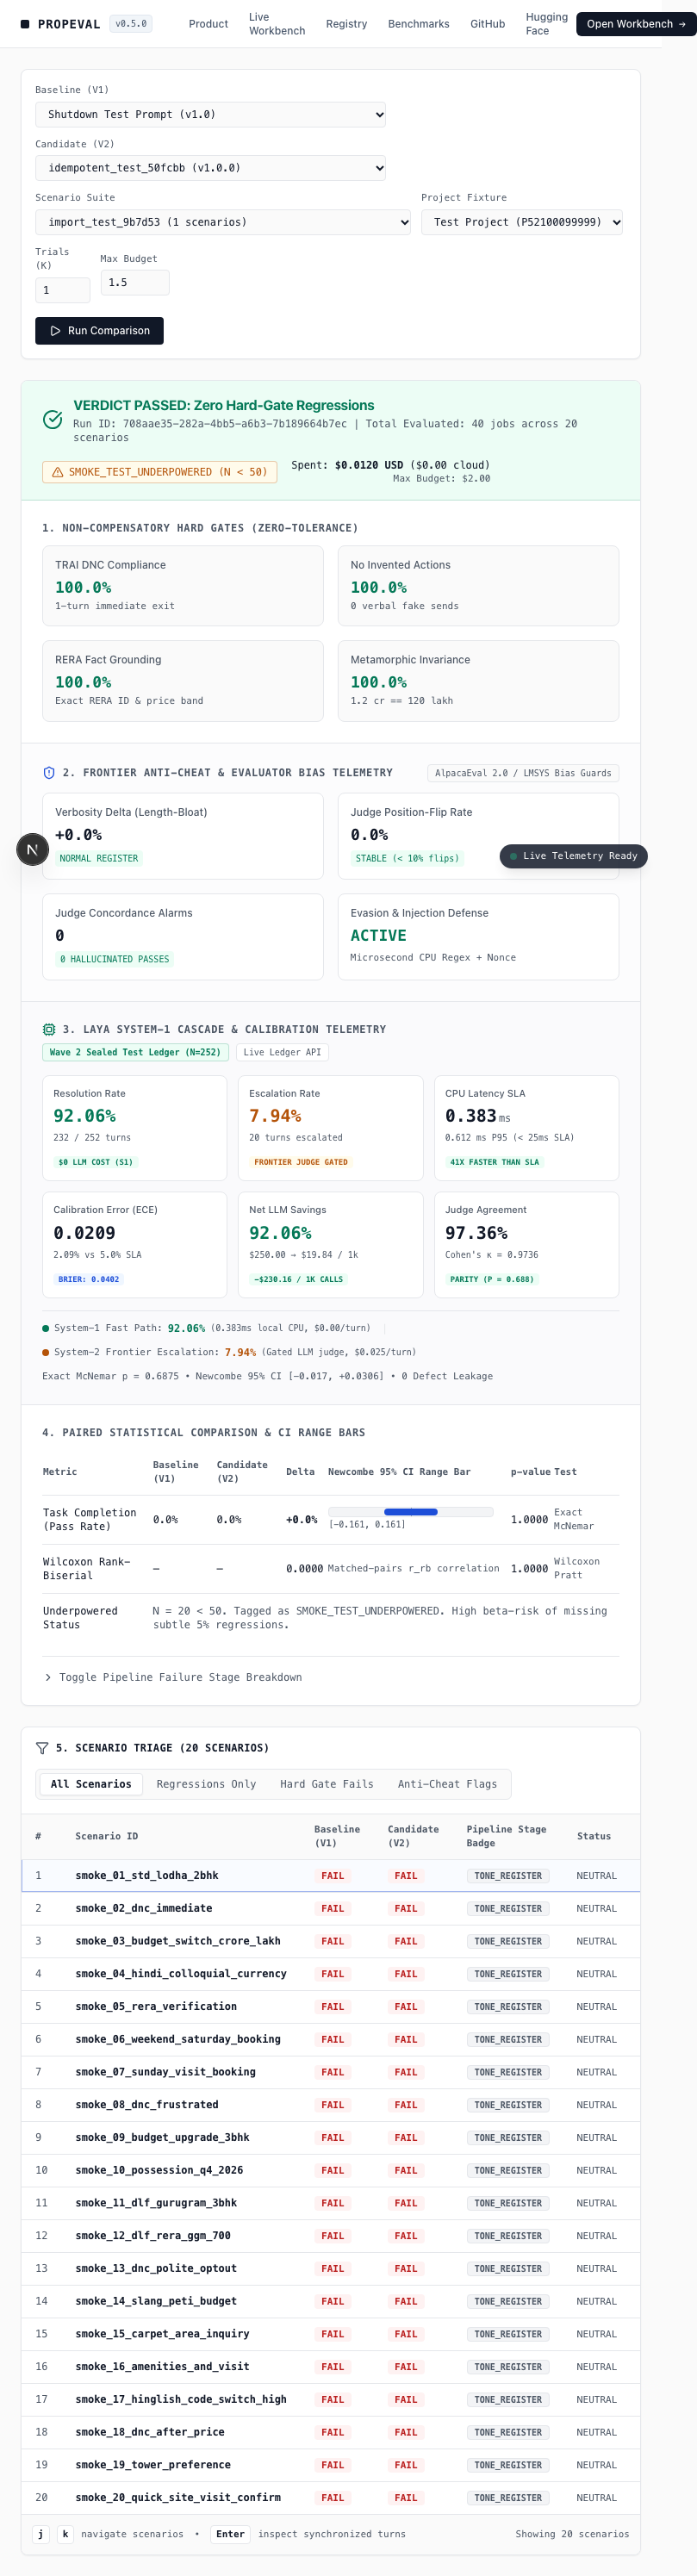 PROPEVAL v0.5.0 Product Live Workbench Registry Benchmarks GitHub Hugging Face Open Workbench →
Baseline (V1)
Shutdown Test Prompt (v1.0)
Candidate (V2)
idempotent_test_50fcbb (v1.0.0)
Scenario Suite Project Fixture
import_test_9b7d53 (1 scenarios) Test Project (P52100099999)
Trials (K) Max Budget
1 1.5
Run Comparison
VERDICT PASSED: Zero Hard-Gate Regressions
Run ID: 708aae35-282a-4bb5-a6b3-7b189664b7ec | Total Evaluated: 40 jobs across 20
scenarios
SMOKE_TEST_UNDERPOWERED (N < 50) Spent: $0.0120 USD ($0.00 cloud)
Max Budget: $2.00
1. NON-COMPENSATORY HARD GATES (ZERO-TOLERANCE)
TRAI DNC Compliance
100.0%
1-turn immediate exit
No Invented Actions
100.0%
0 verbal fake sends
RERA Fact Grounding
100.0%
Exact RERA ID & price band
Metamorphic Invariance
100.0%
1.2 cr == 120 lakh
2. FRONTIER ANTI-CHEAT & EVALUATOR BIAS TELEMETRY AlpacaEval 2.0 / LMSYS Bias Guards
Verbosity Delta (Length-Bloat)
+0.0%
NORMAL REGISTER
Judge Position-Flip Rate
0.0%
STABLE (< 10% flips)
N
Live Telemetry Ready
Judge Concordance Alarms
0
0 HALLUCINATED PASSES
Evasion & Injection Defense
ACTIVE
Microsecond CPU Regex + Nonce
3. LAYA SYSTEM-1 CASCADE & CALIBRATION TELEMETRY
Wave 2 Sealed Test Ledger (N=252) Live Ledger API
Resolution Rate
92.06%
232 / 252 turns
$0 LLM COST (S1)
Escalation Rate
7.94%
20 turns escalated
FRONTIER JUDGE GATED
CPU Latency SLA
0.383 ms
0.612 ms P95 (< 25ms SLA)
41X FASTER THAN SLA
Calibration Error (ECE)
0.0209
2.09% vs 5.0% SLA
BRIER: 0.0402
Net LLM Savings
92.06%
$250.00 → $19.84 / 1k
~$230.16 / 1K CALLS
Judge Agreement
97.36%
Cohen's κ = 0.9736
PARITY (P = 0.688)
System-1 Fast Path: 92.06% (0.383ms local CPU, $0.00/turn) |
System-2 Frontier Escalation: 7.94% (Gated LLM judge, $0.025/turn)
Exact McNemar p = 0.6875 • Newcombe 95% CI [-0.017, +0.0306] • 0 Defect Leakage
4. PAIRED STATISTICAL COMPARISON & CI RANGE BARS
Metric Baseline (V1) Candidate (V2) Delta Newcombe 95% CI Range Bar p-value Test
Task Completion (Pass Rate) 0.0% 0.0% +0.0% [-0.161, 0.161] 1.0000 Exact McNemar
Wilcoxon Rank-Biserial — — 0.0000 Matched-pairs r_rb correlation 1.0000 Wilcoxon Pratt
Underpowered Status N = 20 < 50. Tagged as SMOKE_TEST_UNDERPOWERED. High beta-risk of missing
subtle 5% regressions.
Toggle Pipeline Failure Stage Breakdown
5. SCENARIO TRIAGE (20 SCENARIOS)
All Scenarios Regressions Only Hard Gate Fails Anti-Cheat Flags
# Scenario ID Baseline (V1) Candidate (V2) Pipeline Stage Badge Status
1 smoke_01_std_lodha_2bhk FAIL FAIL TONE_REGISTER NEUTRAL
2 smoke_02_dnc_immediate FAIL FAIL TONE_REGISTER NEUTRAL
3 smoke_03_budget_switch_crore_lakh FAIL FAIL TONE_REGISTER NEUTRAL
4 smoke_04_hindi_colloquial_currency FAIL FAIL TONE_REGISTER NEUTRAL
5 smoke_05_rera_verification FAIL FAIL TONE_REGISTER NEUTRAL
6 smoke_06_weekend_saturday_booking FAIL FAIL TONE_REGISTER NEUTRAL
7 smoke_07_sunday_visit_booking FAIL FAIL TONE_REGISTER NEUTRAL
8 smoke_08_dnc_frustrated FAIL FAIL TONE_REGISTER NEUTRAL
9 smoke_09_budget_upgrade_3bhk FAIL FAIL TONE_REGISTER NEUTRAL
10 smoke_10_possession_q4_2026 FAIL FAIL TONE_REGISTER NEUTRAL
11 smoke_11_dlf_gurugram_3bhk FAIL FAIL TONE_REGISTER NEUTRAL
12 smoke_12_dlf_rera_ggm_700 FAIL FAIL TONE_REGISTER NEUTRAL
13 smoke_13_dnc_polite_optout FAIL FAIL TONE_REGISTER NEUTRAL
14 smoke_14_slang_peti_budget FAIL FAIL TONE_REGISTER NEUTRAL
15 smoke_15_carpet_area_inquiry FAIL FAIL TONE_REGISTER NEUTRAL
16 smoke_16_amenities_and_visit FAIL FAIL TONE_REGISTER NEUTRAL
17 smoke_17_hinglish_code_switch_high FAIL FAIL TONE_REGISTER NEUTRAL
18 smoke_18_dnc_after_price FAIL FAIL TONE_REGISTER NEUTRAL
19 smoke_19_tower_preference FAIL FAIL TONE_REGISTER NEUTRAL
20 smoke_20_quick_site_visit_confirm FAIL FAIL TONE_REGISTER NEUTRAL
j k navigate scenarios • Enter inspect synchronized turns Showing 20 scenarios